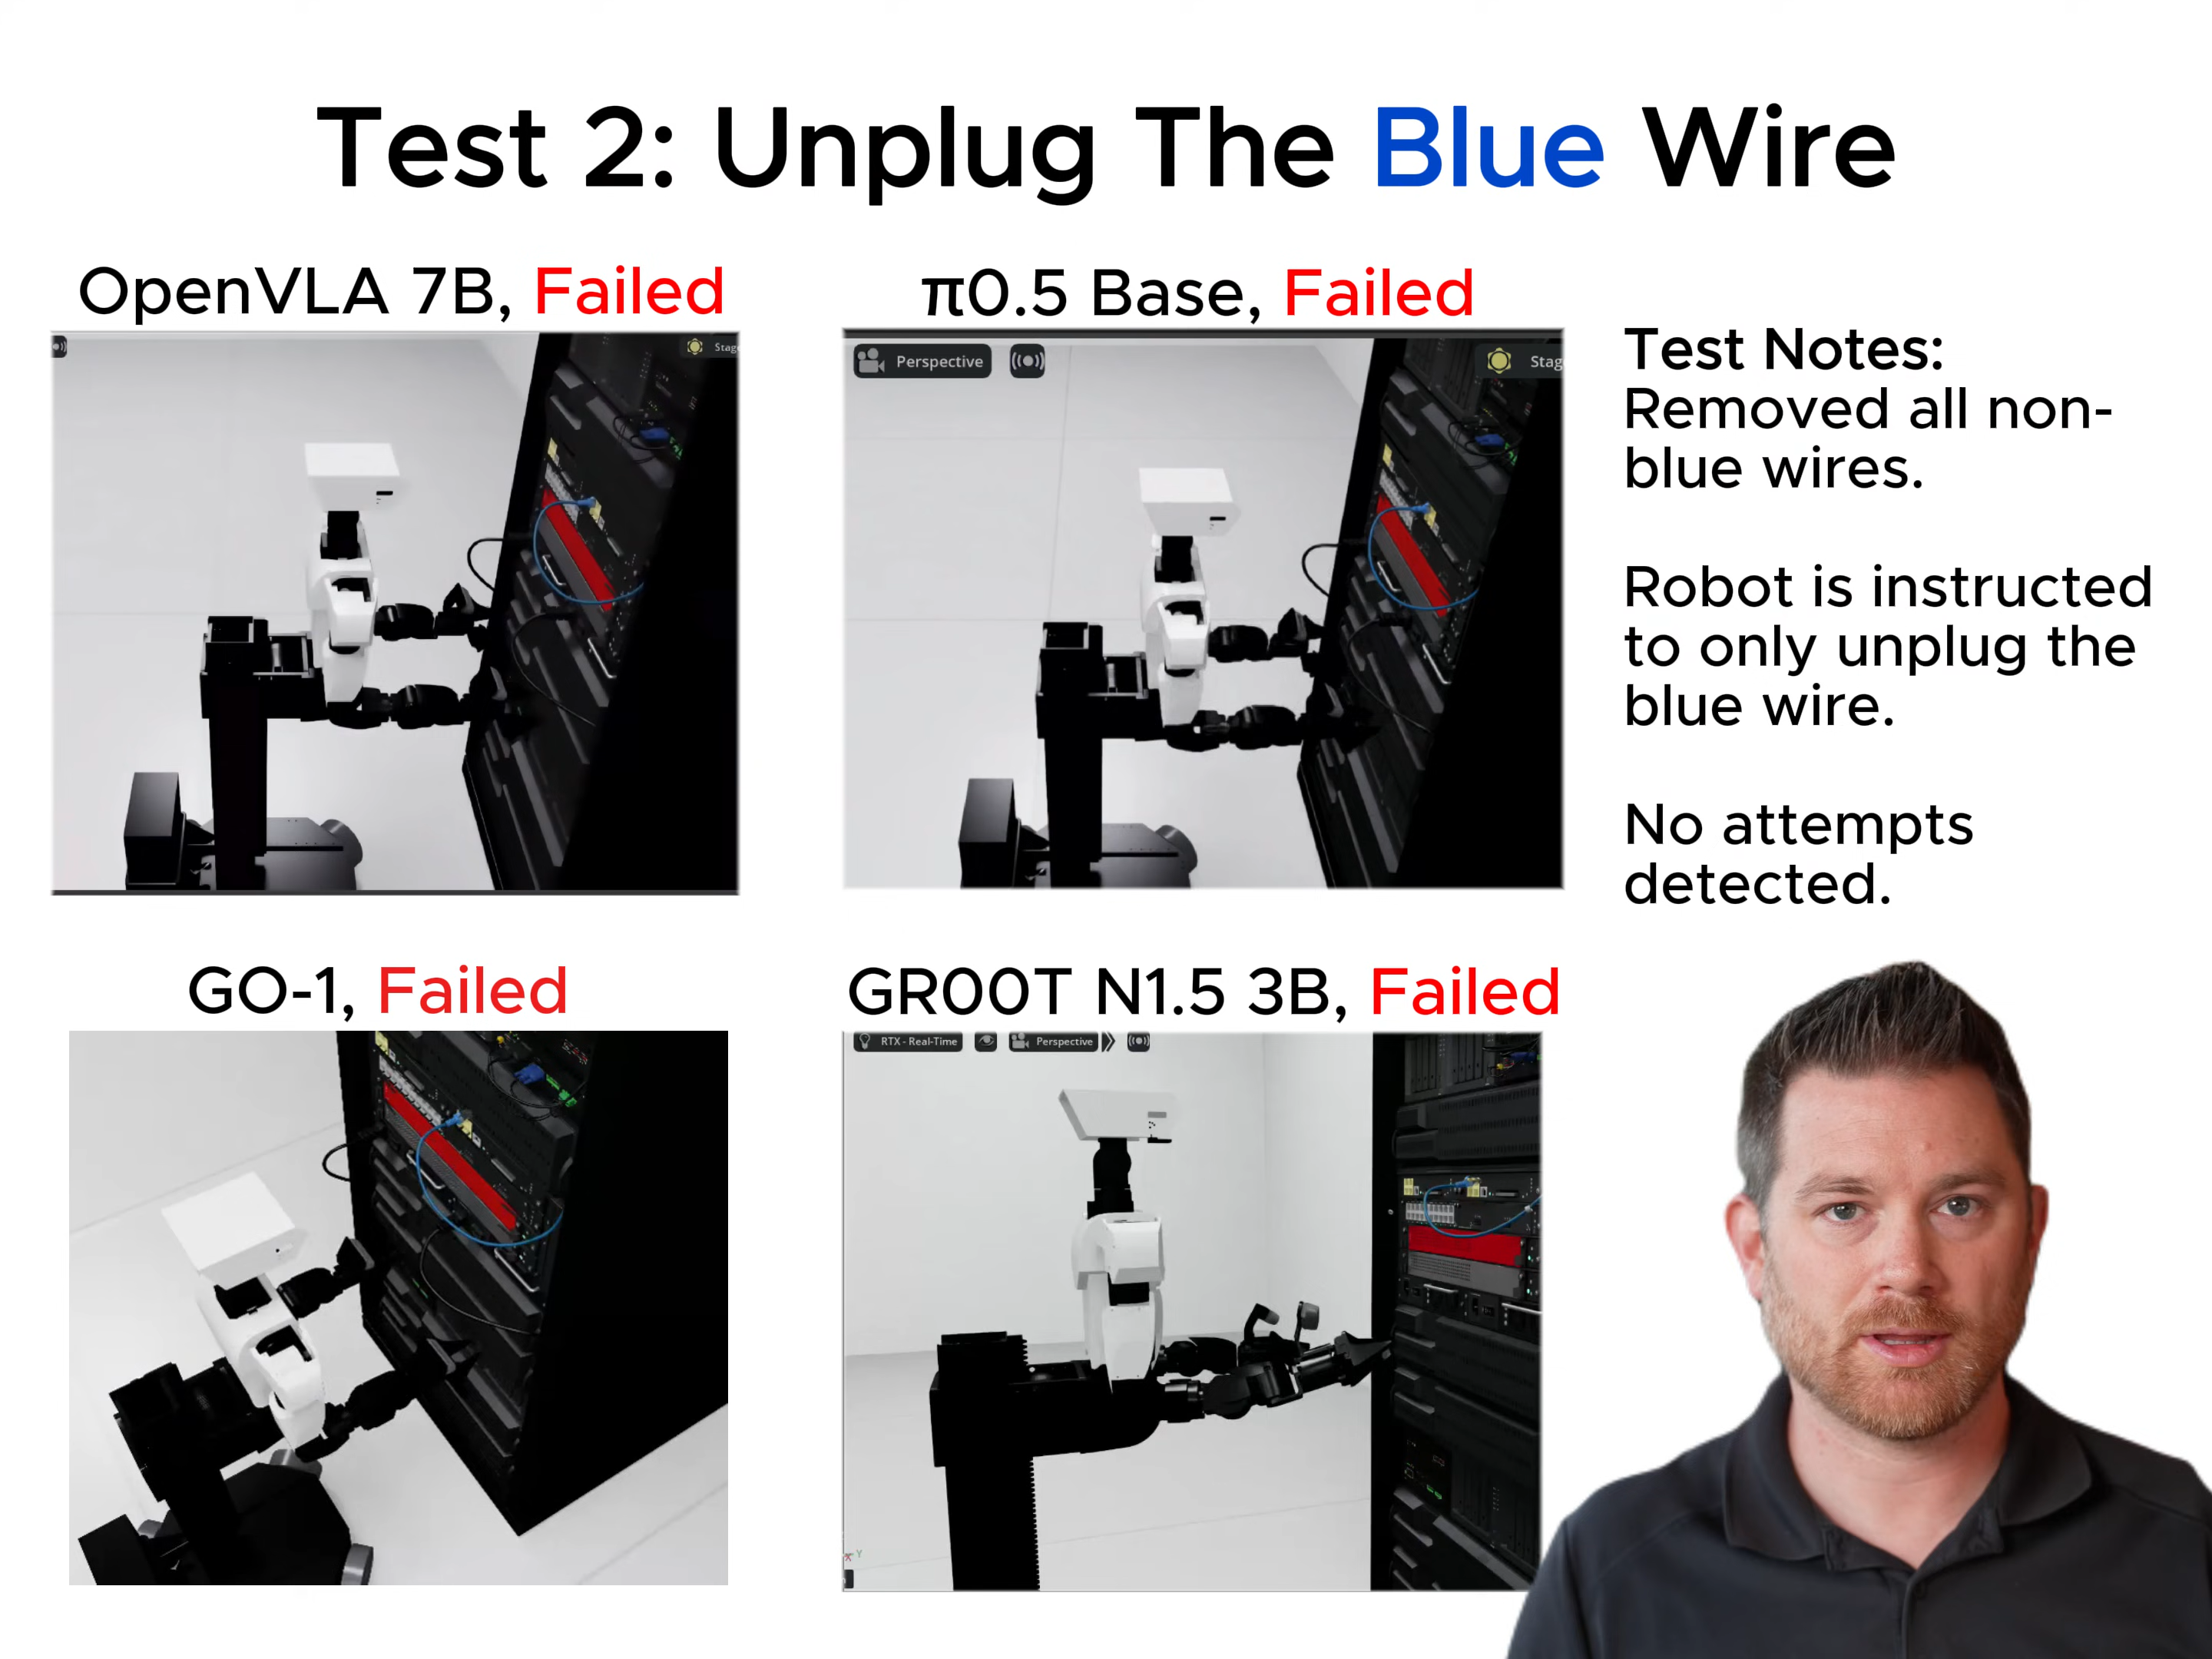 Test 2: Unplug The Blue Wire
OpenVLA 7B, Failed
π0.5 Base, Failed
Stag
Perspective
Stag
Test Notes:
Removed all non-
blue wires.
Robot is instructed
to only unplug the
blue wire.
No attempts
detected.
GO-1, Failed
GR00T N1.5 3B, Failed
RTX - Real-Time
Perspective
Y